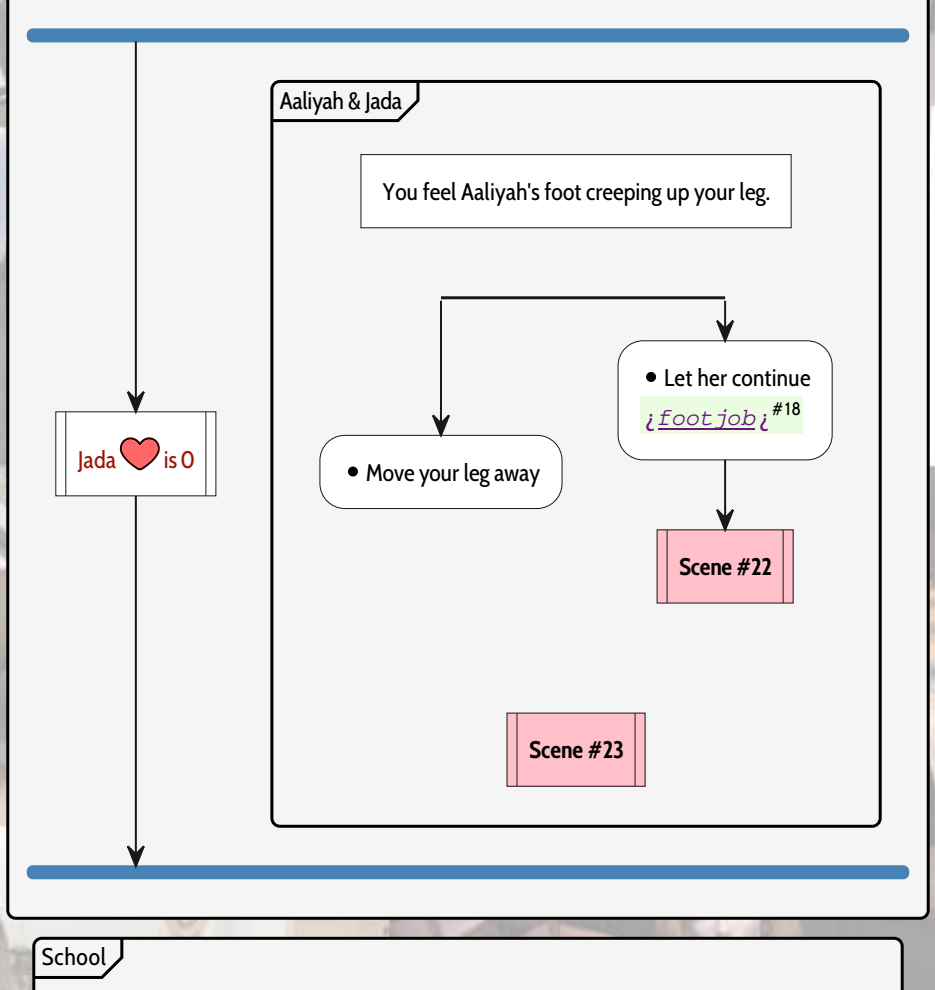 Aaliyah & Jada
You feel Aaliyah's foot creeping up your leg.
• Let her continue
¿footjob¿#18
Jada is 0
• Move your leg away
Scene #22
Scene #23
School